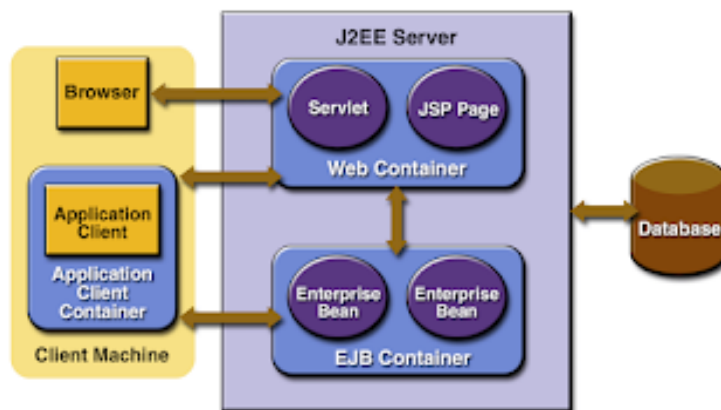 J2EE Server
Browser
Servlet
JSP Page
Web Container
Application
Client
Application
Client
Container
Client Machine
Enterprise
Bean
Enterprise
Bean
EJB Container
Database